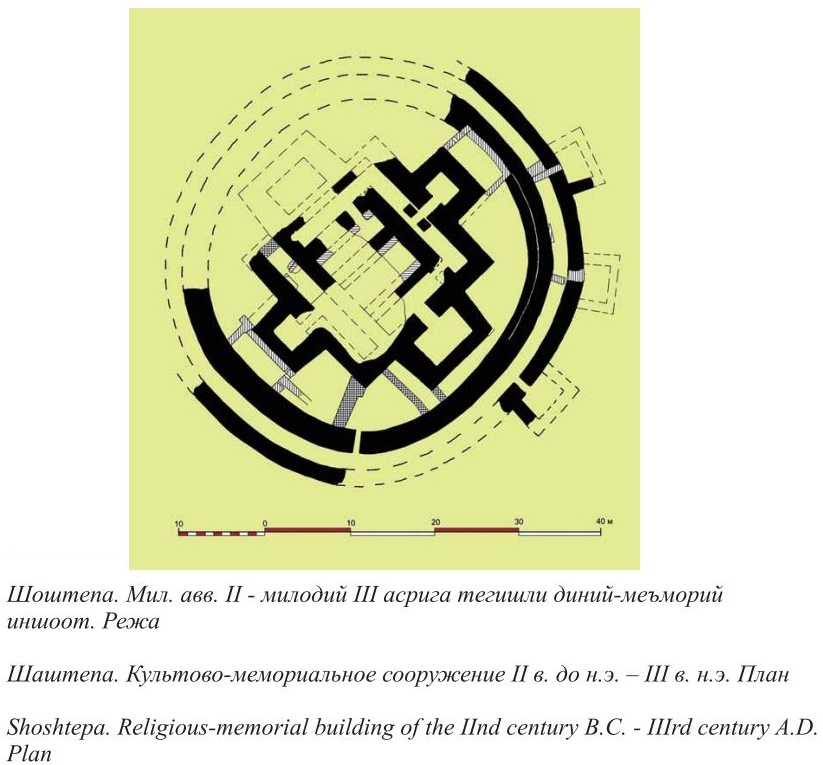 10 0 10 20 30 40 м
Шоштепа. Мил. авв. II - милодий III асрига тегишли диний-меъморий
иншоот. Режа
Шаштепа. Культово-мемориальное сооружение II в. до н.э. – III в. н.э. План
Shoshtepa. Religious-memorial building of the IInd century B.C. - IIIrd century A.D.
Plan